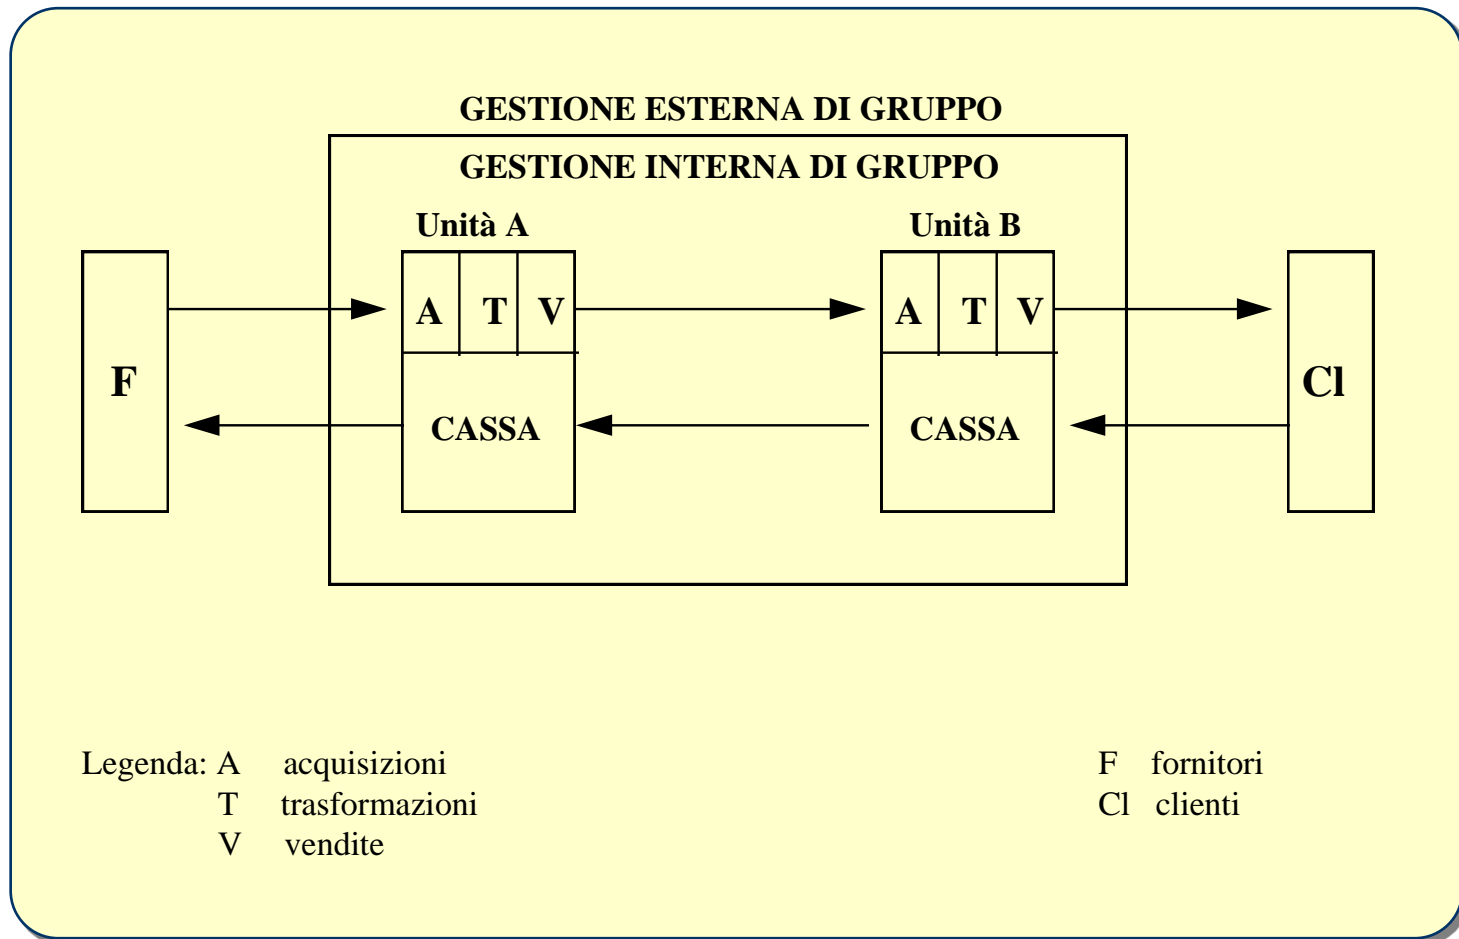 GESTIONE ESTERNA DI GRUPPO
GESTIONE INTERNA DI GRUPPO
Unità A Unità B
A T V A T V
F Cl
CASSA CASSA
Legenda: A acquisizioni F fornitori
T trasformazioni Cl clienti
V vendite